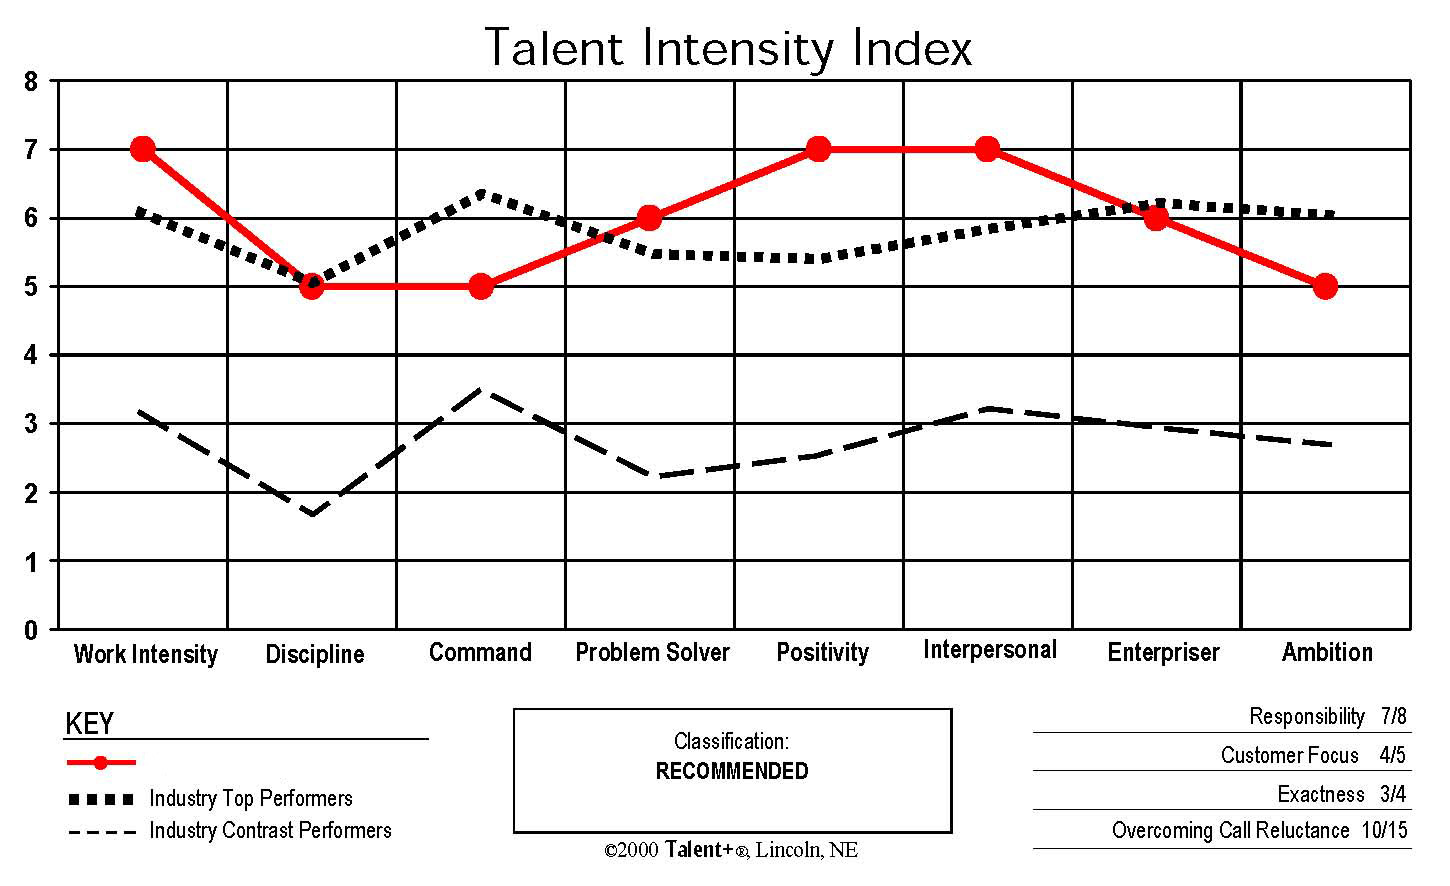 Talent Intensity Index
8
7
6
5
4
3
2
1
0
Work Intensity Discipline Command Problem Solver Positivity Interpersonal Enterpriser Ambition
KEY
Industry Top Performers
Industry Contrast Performers
Classification:
RECOMMENDED
©2000 Talent+®, Lincoln, NE
Responsibility 7/8
Customer Focus 4/5
Exactness 3/4
Overcoming Call Reluctance 10/15